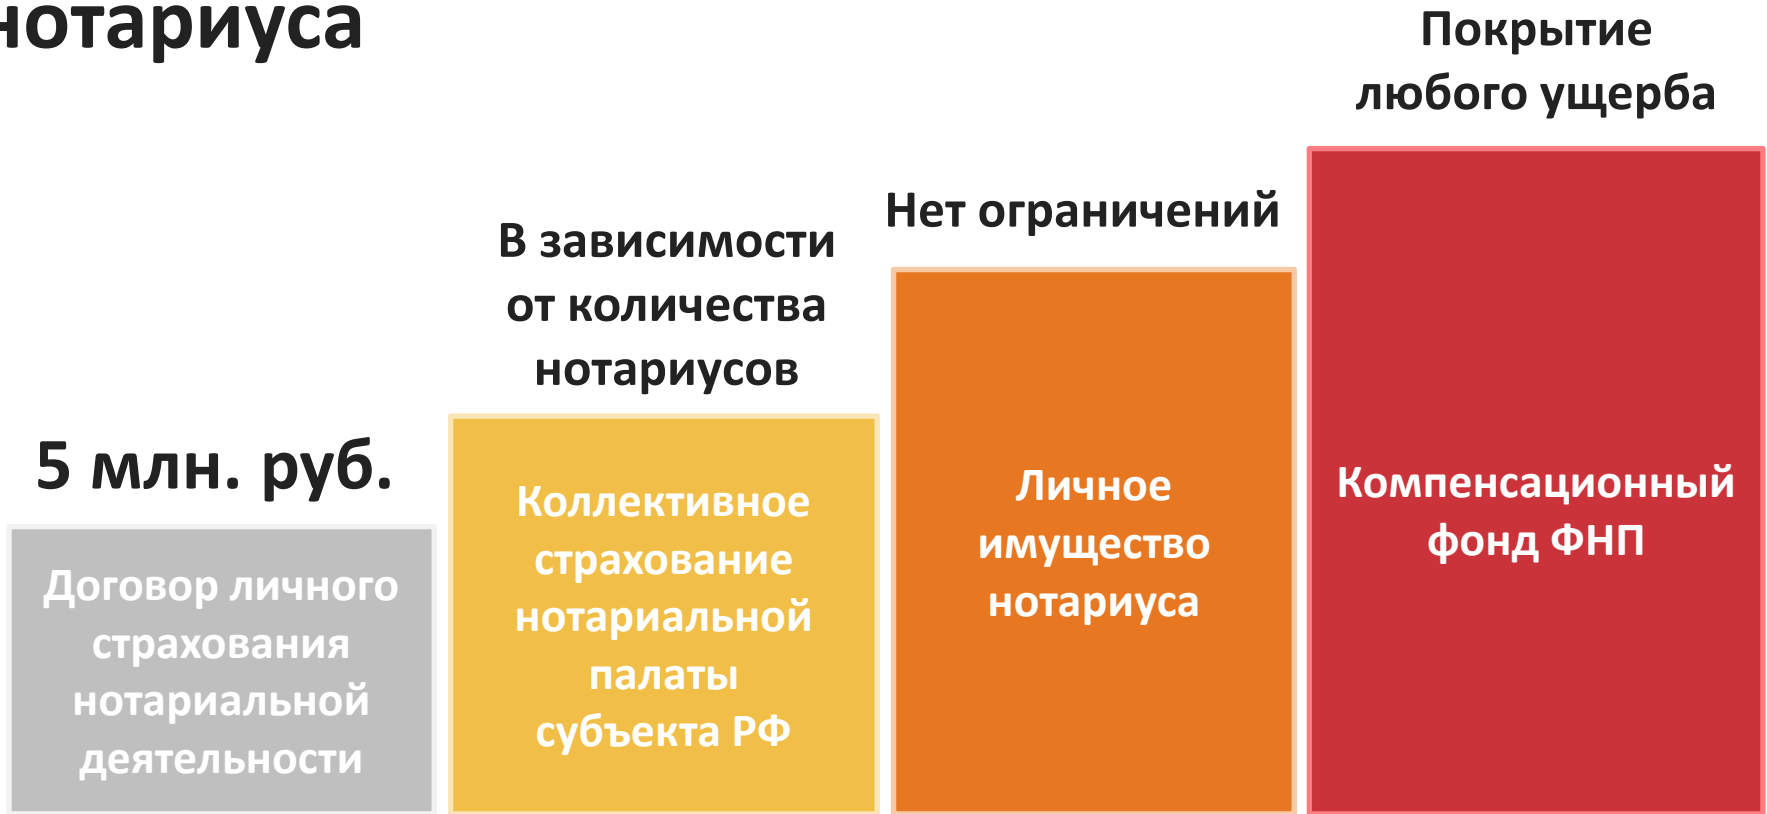 нотариуса
5 млн. руб.
Договор личного
страхования
нотариальной
деятельности
В зависимости
от количества
нотариусов
Коллективное
страхование
нотариальной
палаты
субъекта РФ
Нет ограничений
Личное
имущество
нотариуса
Покрытие
любого ущерба
Компенсационный
фонд ФНП